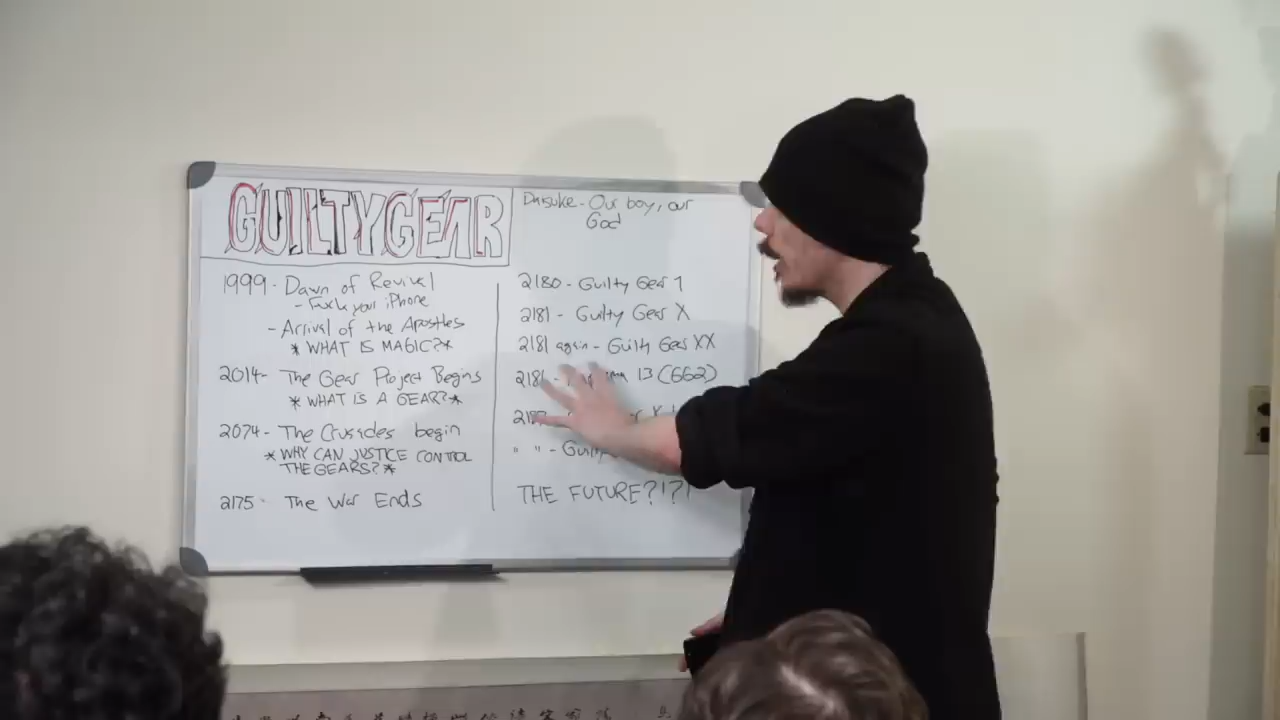 GUILTY GEAR
1999 - Dawn of Revival
- Fuck your iPhone
- Arrival of the Apostles
* WHAT IS MAGIC? *
2014 - The Gear Project Begins
* WHAT IS A GEAR? *
2074 - The Crusades begin
* WHY CAN JUSTICE CONTROL
THE GEARS? *
2175 - The War Ends
Daisuke - Our boy, our
God
2180 - Guilty Gear 1
2181 - Guilty Gear X
2181 again - Guilty Gear XX
218 - 13 (662)
" " -
THE FUTURE?!?!